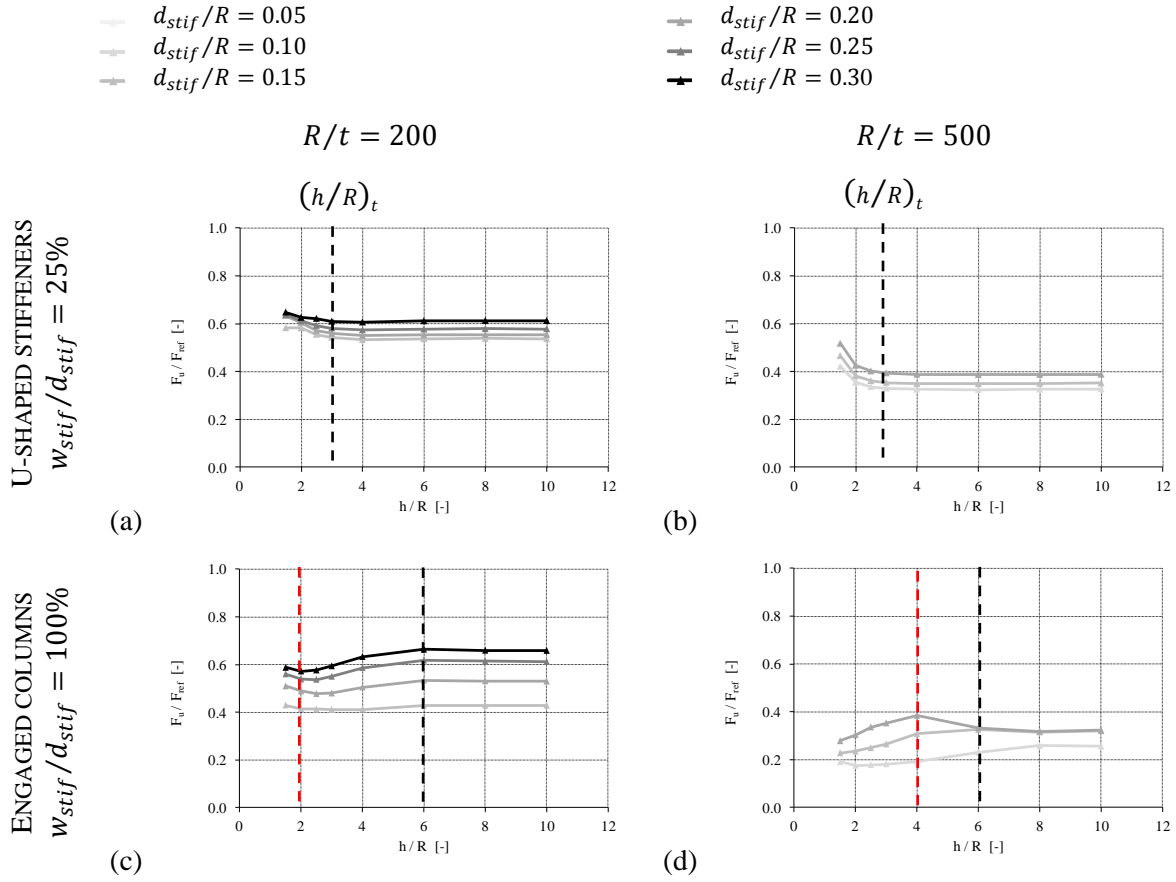 d_stif/R = 0.05
d_stif/R = 0.10
d_stif/R = 0.15
d_stif/R = 0.20
d_stif/R = 0.25
d_stif/R = 0.30
R/t = 200
R/t = 500
U-SHAPED STIFFENERS
w_stif/d_stif = 25%
(h/R)_t
1.0
0.8
0.6
0.4
0.2
0.0
F_u / F_ref [-]
0 2 4 6 8 10 12
h / R [-]
(a)
(h/R)_t
1.0
0.8
0.6
0.4
0.2
0.0
F_u / F_ref [-]
0 2 4 6 8 10 12
h / R [-]
(b)
ENGAGED COLUMNS
w_stif/d_stif = 100%
1.0
0.8
0.6
0.4
0.2
0.0
F_u / F_ref [-]
0 2 4 6 8 10 12
h / R [-]
(c)
1.0
0.8
0.6
0.4
0.2
0.0
F_u / F_ref [-]
0 2 4 6 8 10 12
h / R [-]
(d)